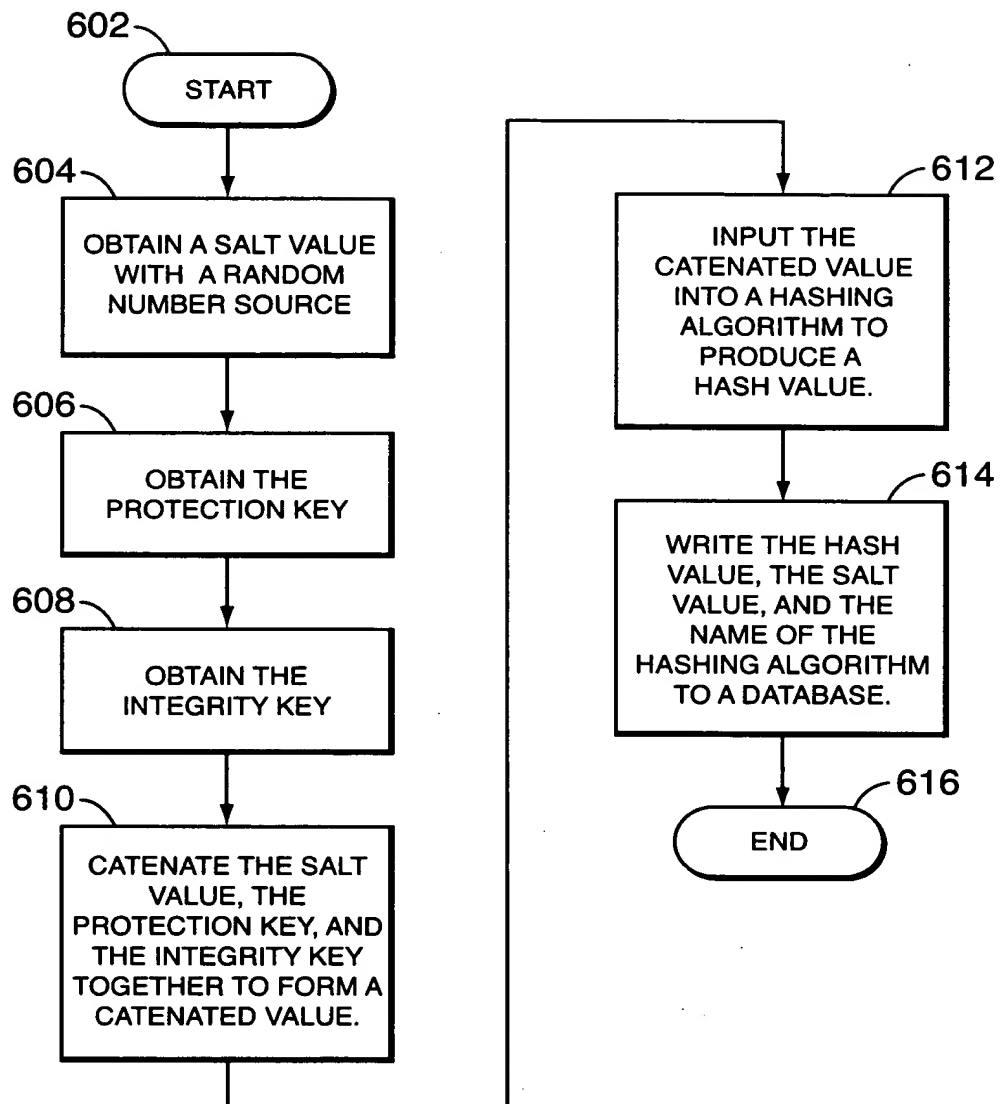 602
START
604
OBTAIN A SALT VALUE
WITH A RANDOM
NUMBER SOURCE
606
OBTAIN THE
PROTECTION KEY
608
OBTAIN THE
INTEGRITY KEY
610
CATENATE THE SALT
VALUE, THE
PROTECTION KEY, AND
THE INTEGRITY KEY
TOGETHER TO FORM A
CATENATED VALUE.
612
INPUT THE
CATENATED VALUE
INTO A HASHING
ALGORITHM TO
PRODUCE A
HASH VALUE.
614
WRITE THE HASH
VALUE, THE SALT
VALUE, AND THE
NAME OF THE
HASHING ALGORITHM
TO A DATABASE.
616
END